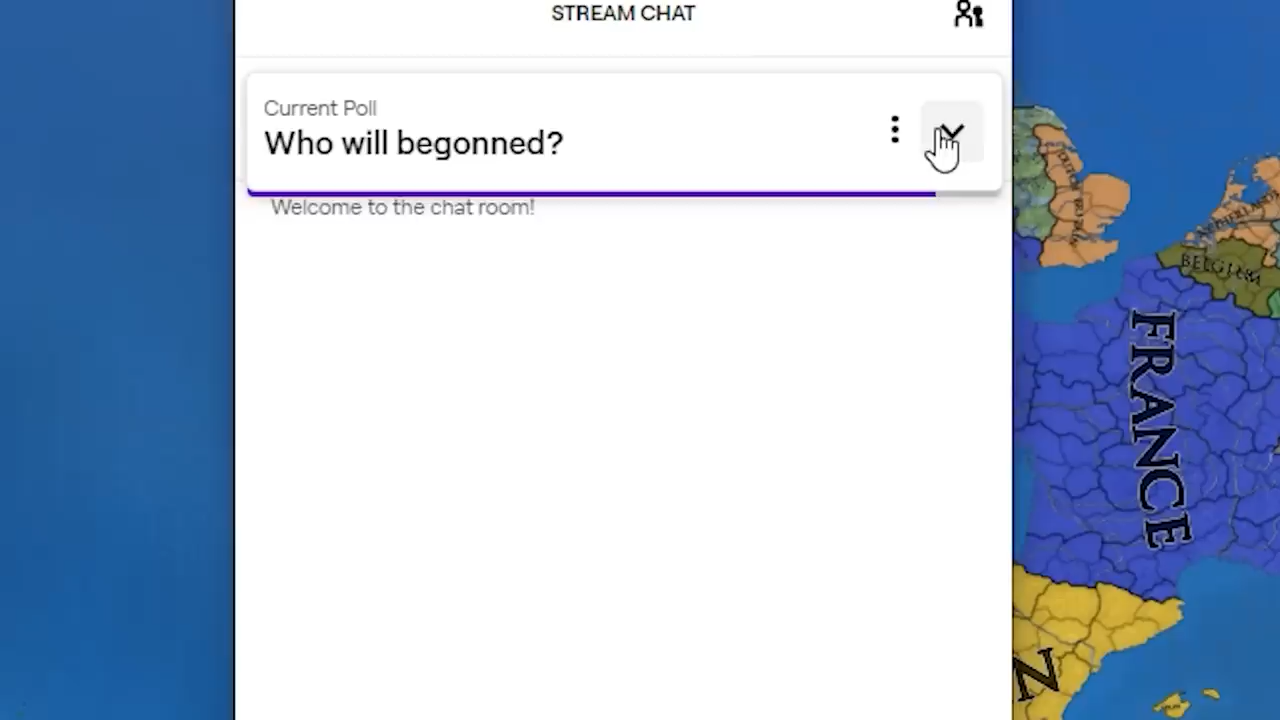 STREAM CHAT
Current Poll
Who will begonned?
Welcome to the chat room!
BELGIUM
FRANCE
N